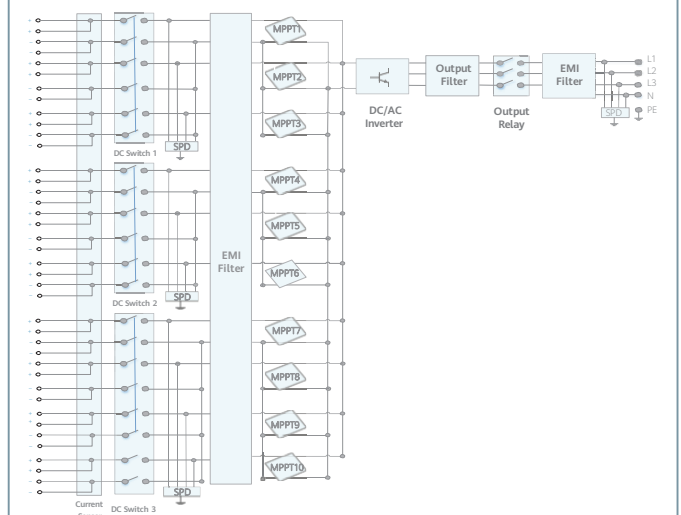 MPPT1
L1
MPPT2
Output Filter
EMI Filter
L2
L3
N
DC/AC Inverter
Output Relay
SPD
PE
MPPT3
SPD
DC Switch 1
MPPT4
MPPT5
EMI Filter
MPPT6
SPD
DC Switch 2
MPPT7
MPPT8
MPPT9
MPPT10
SPD
Current
DC Switch 3